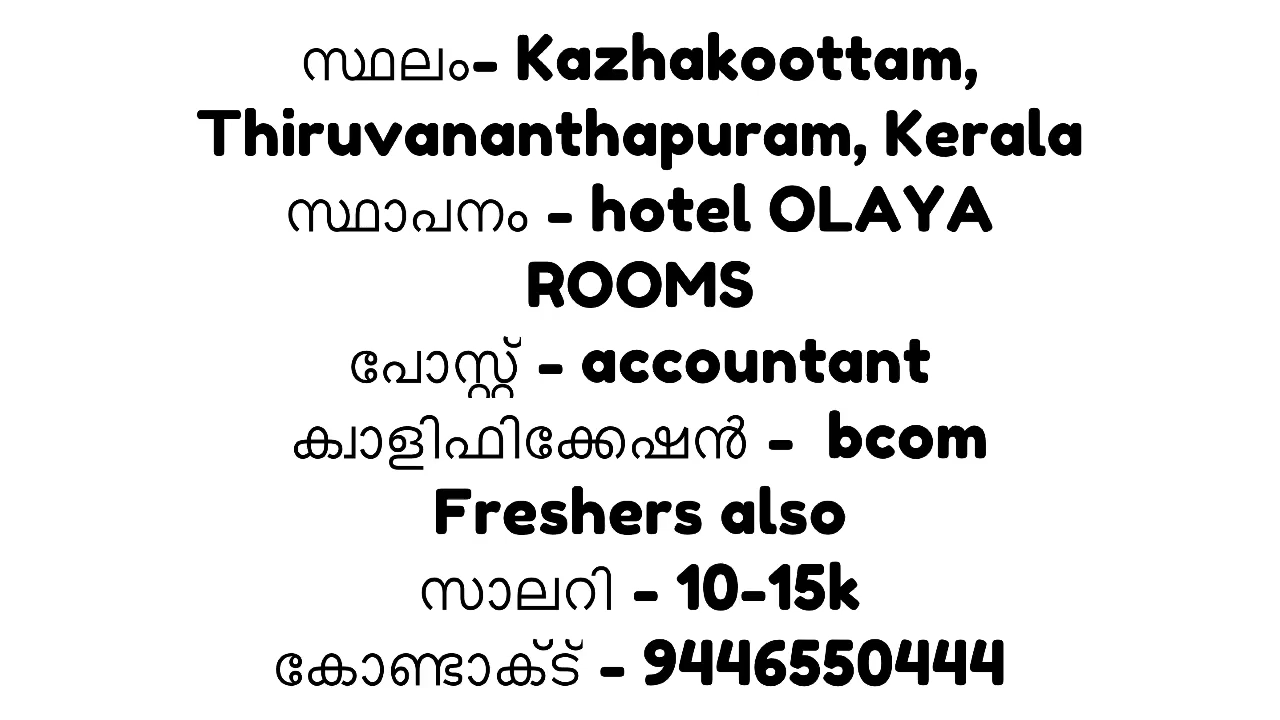 സ്ഥലം- Kazhakoottam,
Thiruvananthapuram, Kerala
സ്ഥാപനം - hotel OLAYA
ROOMS
പോസ്റ്റ് - accountant
ക്വാളിഫിക്കേഷൻ - bcom
Freshers also
സാലറി - 10-15k
കോണ്ടാക്ട് - 9446550444